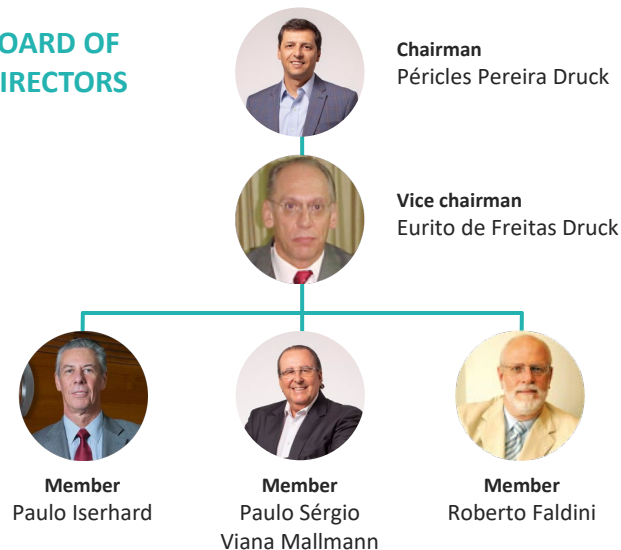 OARD OF
IRECTORS
Chairman
Péricles Pereira Druck
Vice chairman
Eurito de Freitas Druck
Member
Paulo Iserhard
Member
Paulo Sérgio
Viana Mallmann
Member
Roberto Faldini